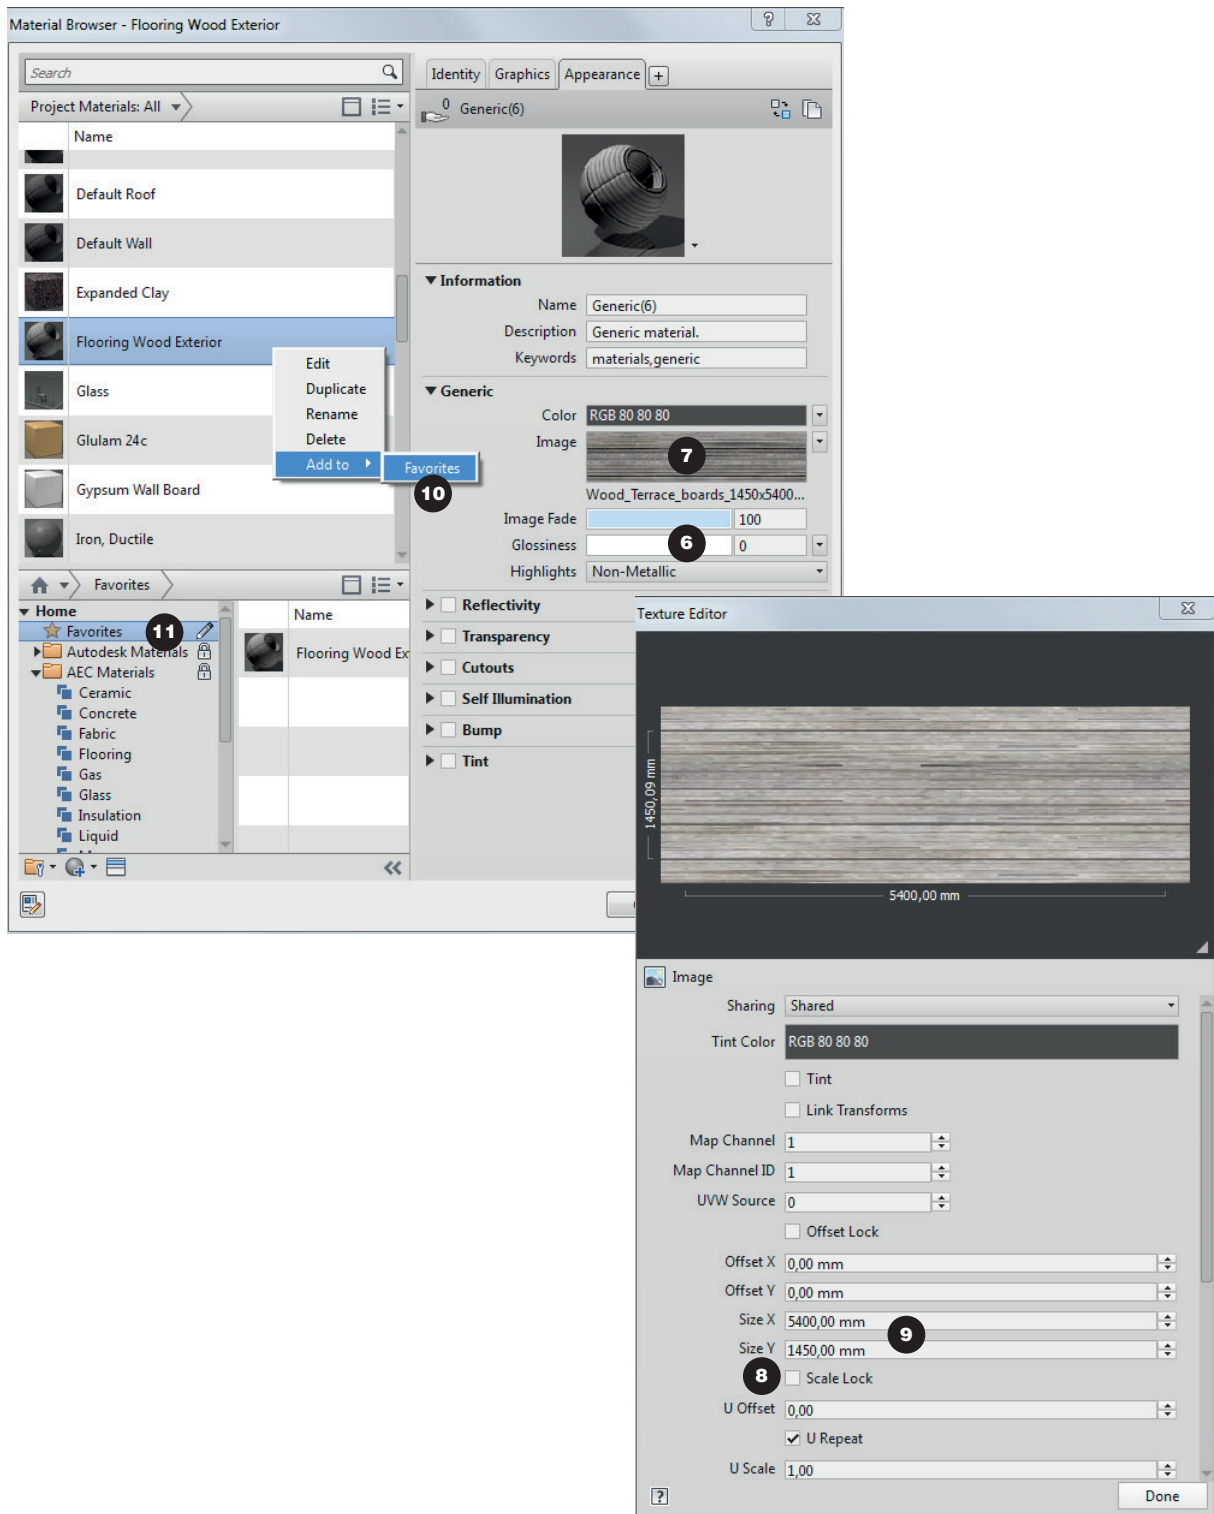 Material Browser - Flooring Wood Exterior
Search
Project Materials: All
Name
Default Roof
Default Wall
Expanded Clay
Flooring Wood Exterior
Glass
Glulam 24c
Gypsum Wall Board
Iron, Ductile
Edit
Duplicate
Rename
Delete
Add to
Favorites
10
Favorites
Home
Favorites
11
Autodesk Materials
AEC Materials
Ceramic
Concrete
Fabric
Flooring
Gas
Glass
Insulation
Liquid
Name
Flooring Wood Ex
Identity
Graphics
Appearance
0
Generic(6)
Information
Name Generic(6)
Description Generic material.
Keywords materials,generic
Generic
Color RGB 80 80 80
Image
7
Wood_Terrace_boards_1450x5400...
Image Fade 100
Glossiness 6 0
Highlights Non-Metallic
Reflectivity
Transparency
Cutouts
Self Illumination
Bump
Tint
Texture Editor
1450,09 mm
5400,00 mm
Image
Sharing Shared
Tint Color RGB 80 80 80
Tint
Link Transforms
Map Channel 1
Map Channel ID 1
UVW Source 0
Offset Lock
Offset X 0,00 mm
Offset Y 0,00 mm
Size X 5400,00 mm
9
Size Y 1450,00 mm
8 Scale Lock
U Offset 0,00
U Repeat
U Scale 1,00
?
Done